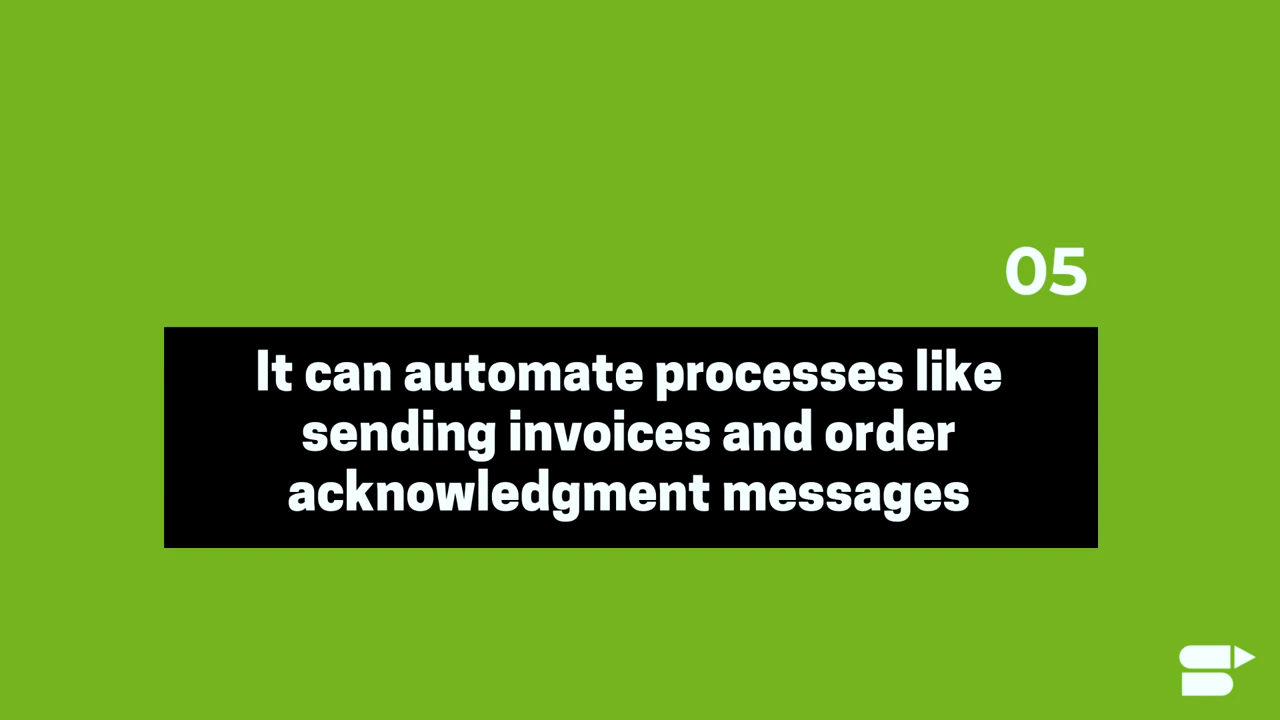 05
It can automate processes like
sending invoices and order
acknowledgment messages